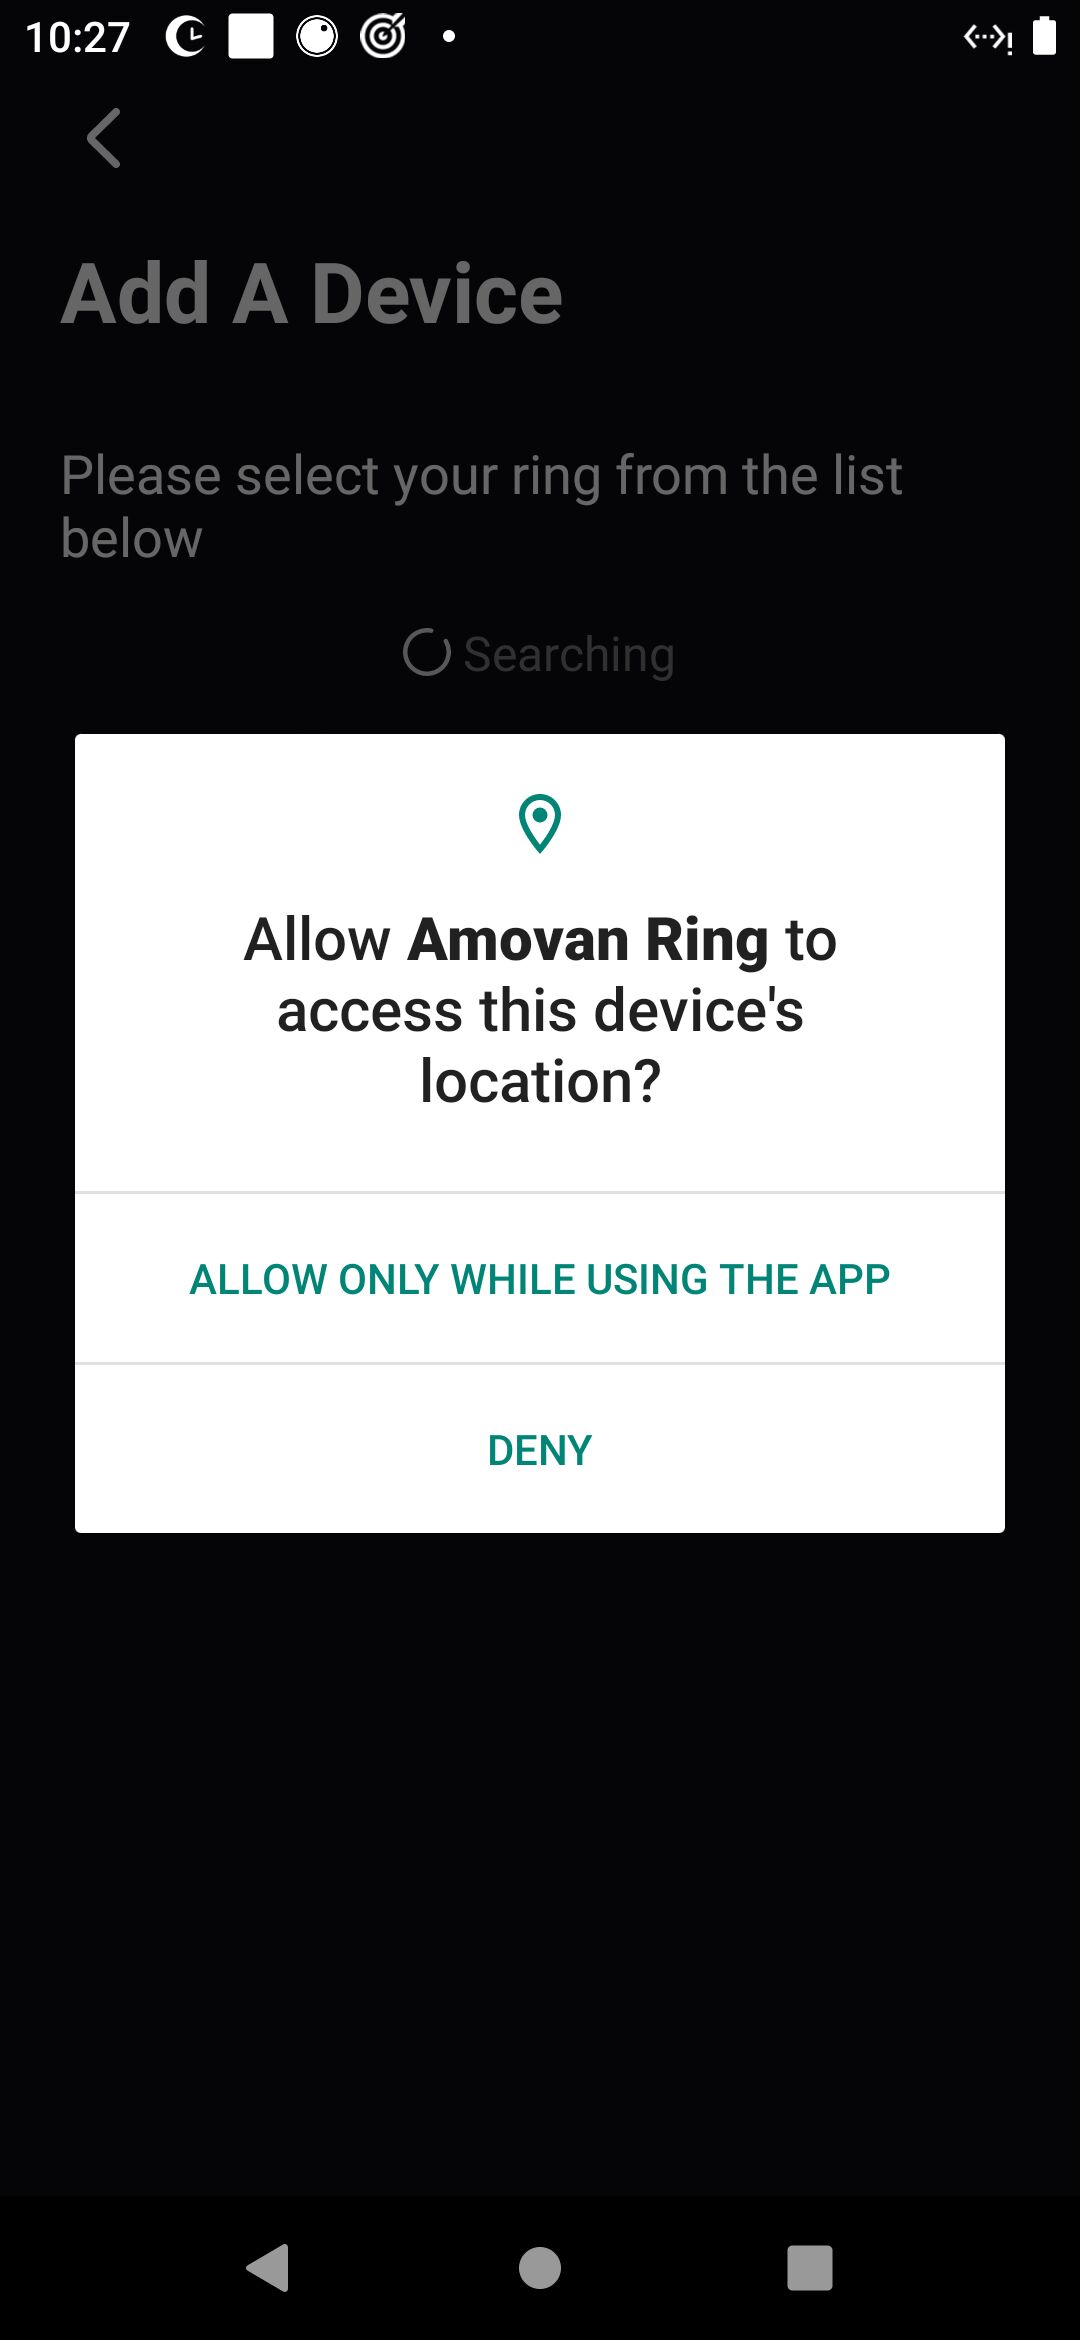 10:27
Add A Device
Please select your ring from the list
below
Searching
Allow Amovan Ring to
access this device's
location?
ALLOW ONLY WHILE USING THE APP
DENY